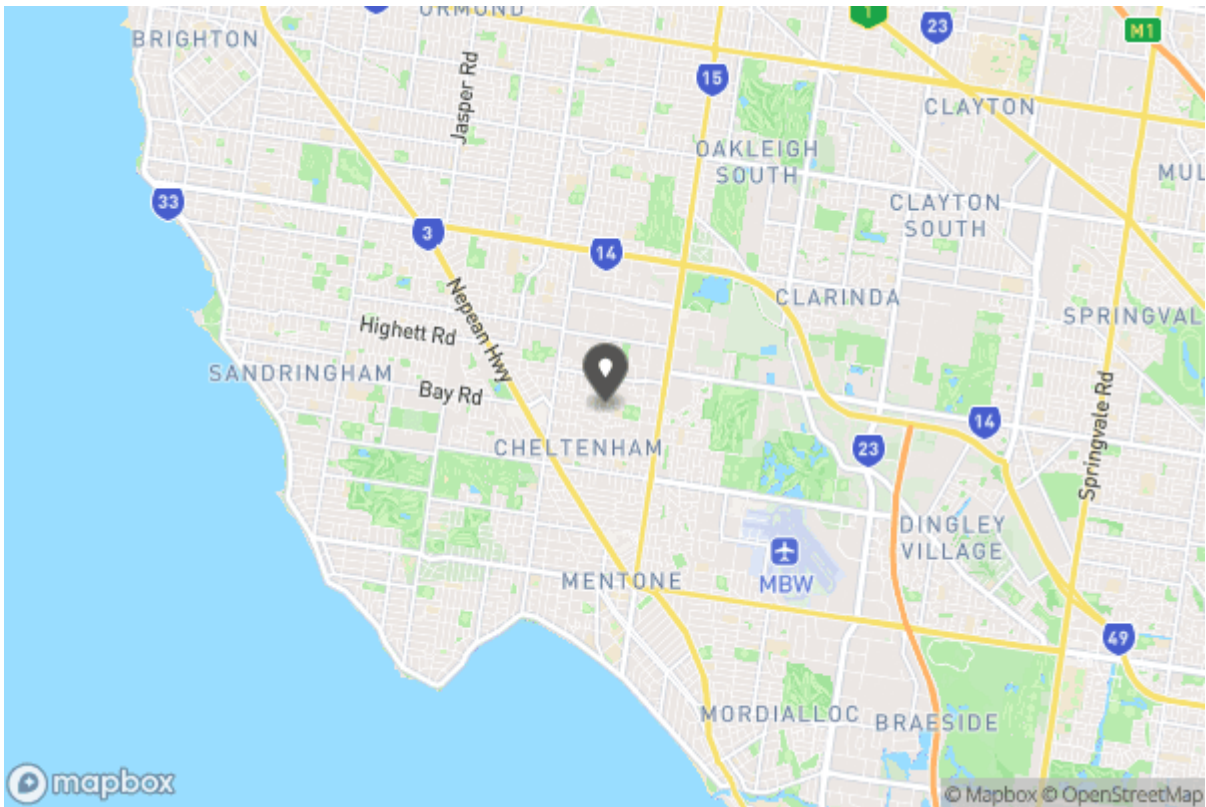 ORMOND
BRIGHTON
1
23
M1
Jasper Rd
15
CLAYTON
OAKLEIGH
SOUTH
MUL
33
CLAYTON
SOUTH
3
14
CLARINDA
Nepean Hwy
Highett Rd
SPRINGVAL
SANDRINGHAM
Bay Rd
14
Springvale Rd
CHELTENHAM
23
DINGLEY
VILLAGE
MENTONE
MBW
49
MORDIALLOC
BRAESIDE
mapbox
© Mapbox © OpenStreetMap